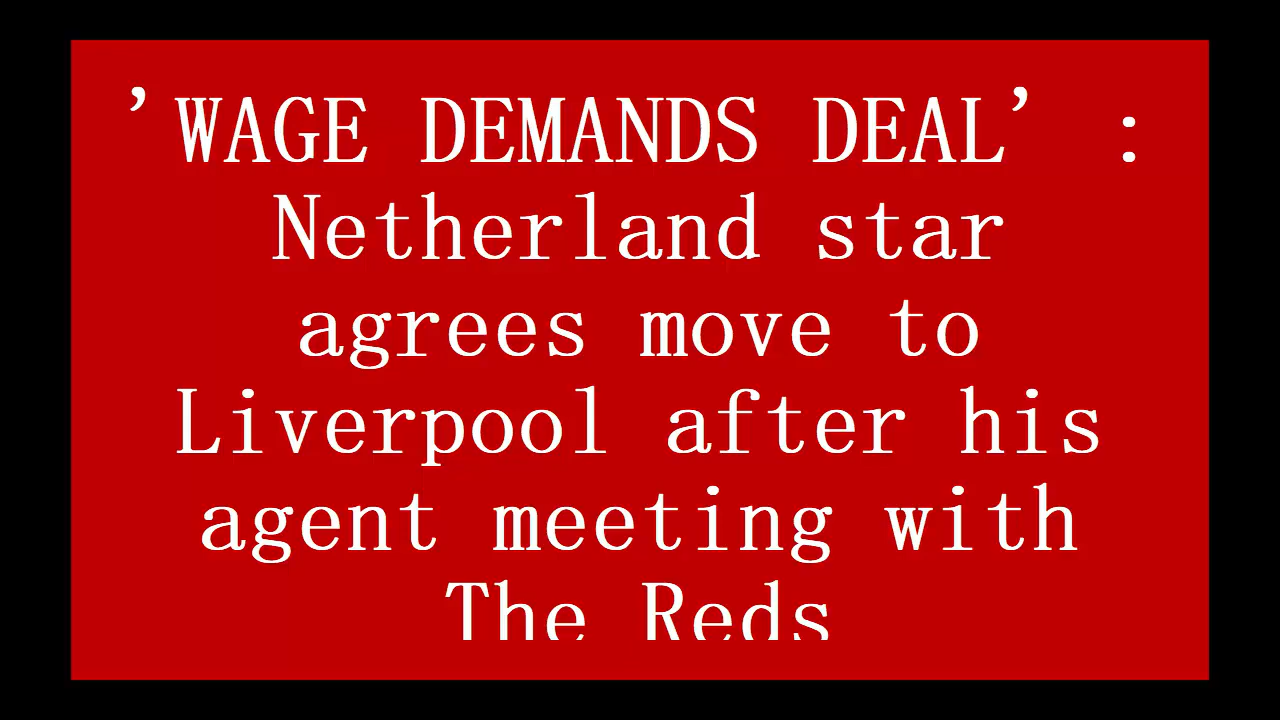 ’WAGE DEMANDS DEAL’ :
Netherland star
agrees move to
Liverpool after his
agent meeting with
The Reds